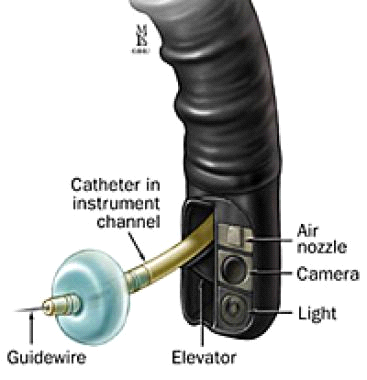 Catheter in
instrument
channel
Air
nozzle
Camera
Light
Guidewire
Elevator